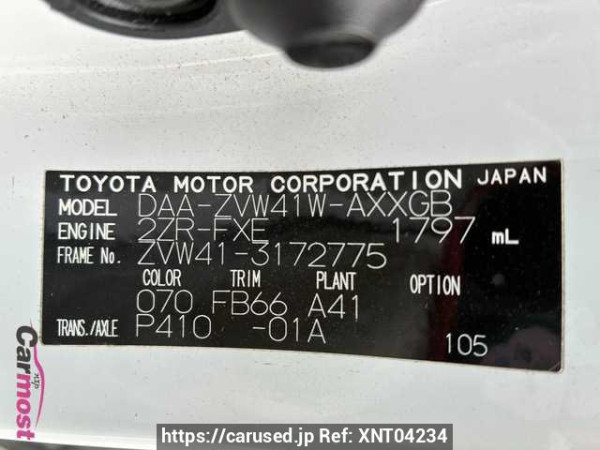 TOYOTA MOTOR CORPORATION JAPAN
MODEL DAA-ZVW41W-AXXGB
ENGINE 2ZR-FXE 1797 mL
FRAME No. ZVW41-3172775
COLOR TRIM PLANT OPTION
070 FB66 A41
TRANS./AXLE P410 -01A
105
Carmost
https://carused.jp Ref: XNT04234